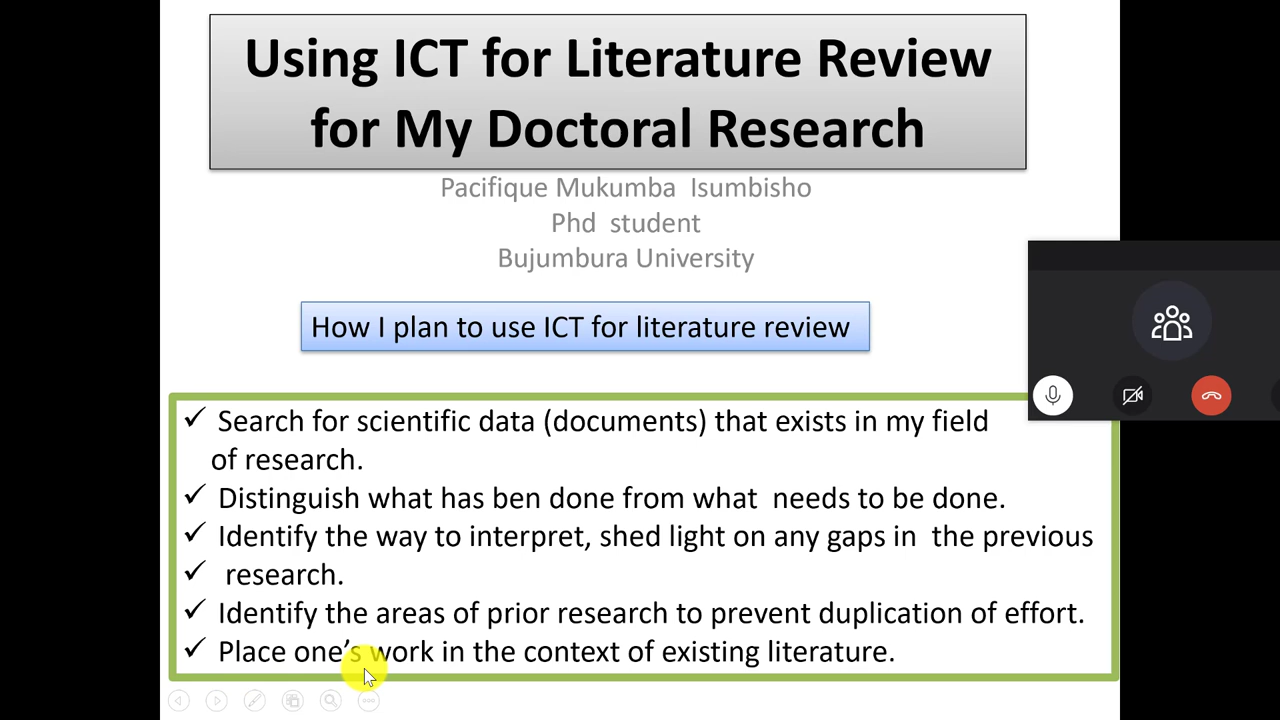 Using ICT for Literature Review
for My Doctoral Research
Pacifique Mukumba Isumbisho
Phd student
Bujumbura University
How I plan to use ICT for literature review
✓ Search for scientific data (documents) that exists in my field
of research.
✓ Distinguish what has ben done from what needs to be done.
✓ Identify the way to interpret, shed light on any gaps in the previous
✓ research.
✓ Identify the areas of prior research to prevent duplication of effort.
✓ Place one’s work in the context of existing literature.